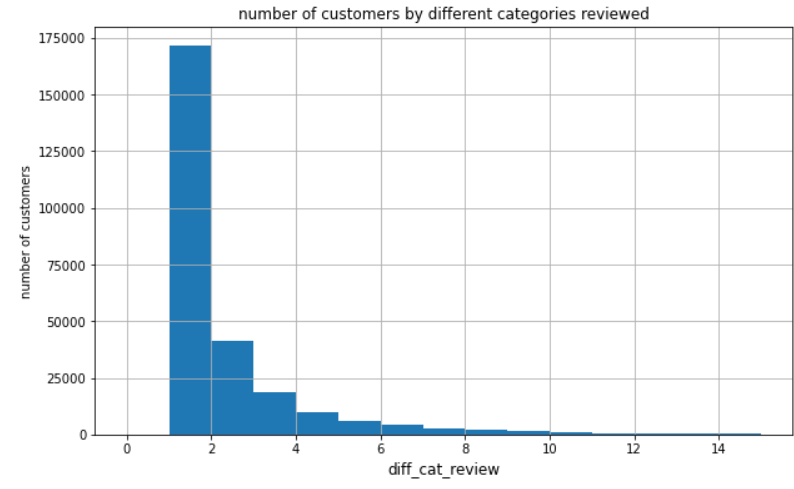 number of customers by different categories reviewed
175000
150000
125000
100000
75000
50000
25000
0
number of customers
0 2 4 6 8 10 12 14
diff_cat_review